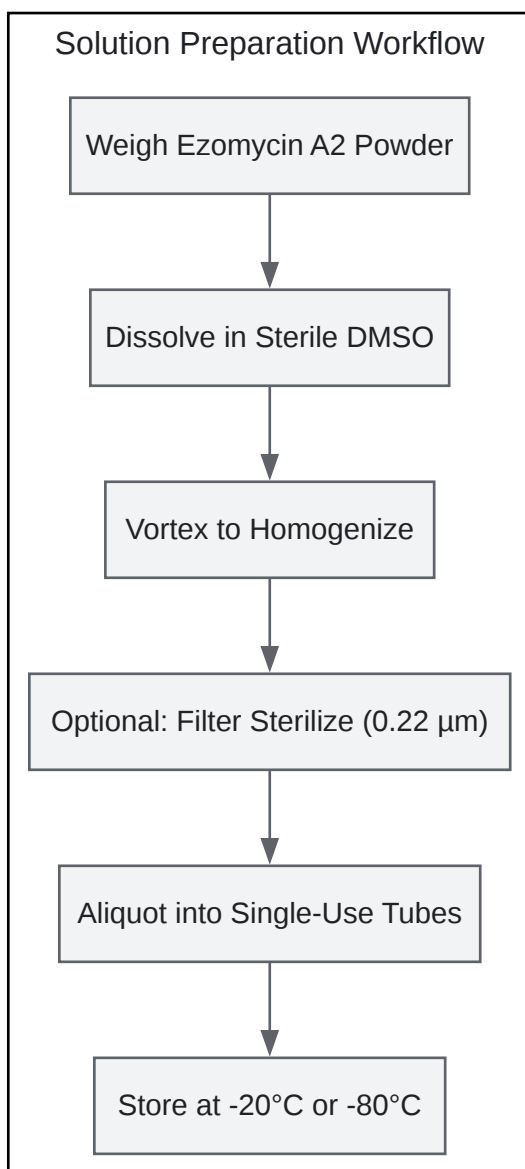 Solution Preparation Workflow
Weigh Ezomycin A2 Powder
Dissolve in Sterile DMSO
Vortex to Homogenize
Optional: Filter Sterilize (0.22 µm)
Aliquot into Single-Use Tubes
Store at -20°C or -80°C